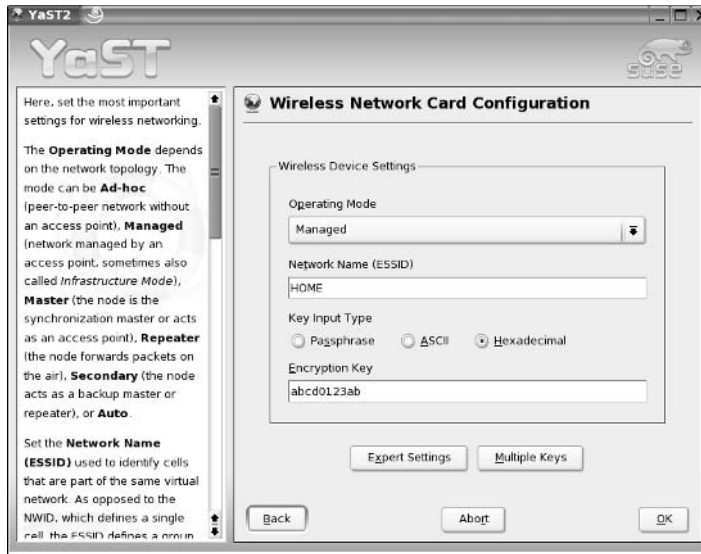 YaST2
YaST
suse
Here, set the most important
settings for wireless networking.
The Operating Mode depends
on the network topology. The
mode can be Ad-hoc
(peer-to-peer network without
an access point), Managed
(network managed by an
access point, sometimes also
called Infrastructure Mode),
Master (the node is the
synchronization master or acts
as an access point), Repeater
(the node forwards packets on
the air), Secondary (the node
acts as a backup master or
repeater), or Auto.
Set the Network Name
(ESSID) used to identify cells
that are part of the same virtual
network. As opposed to the
NWID, which defines a single
cell, the ESSID defines a group
Wireless Network Card Configuration
Wireless Device Settings
Operating Mode
Managed
Network Name (ESSID)
HOME
Key Input Type
Passphrase ASCII Hexadecimal
Encryption Key
abcd0123ab
Expert Settings Multiple Keys
Back Abort OK